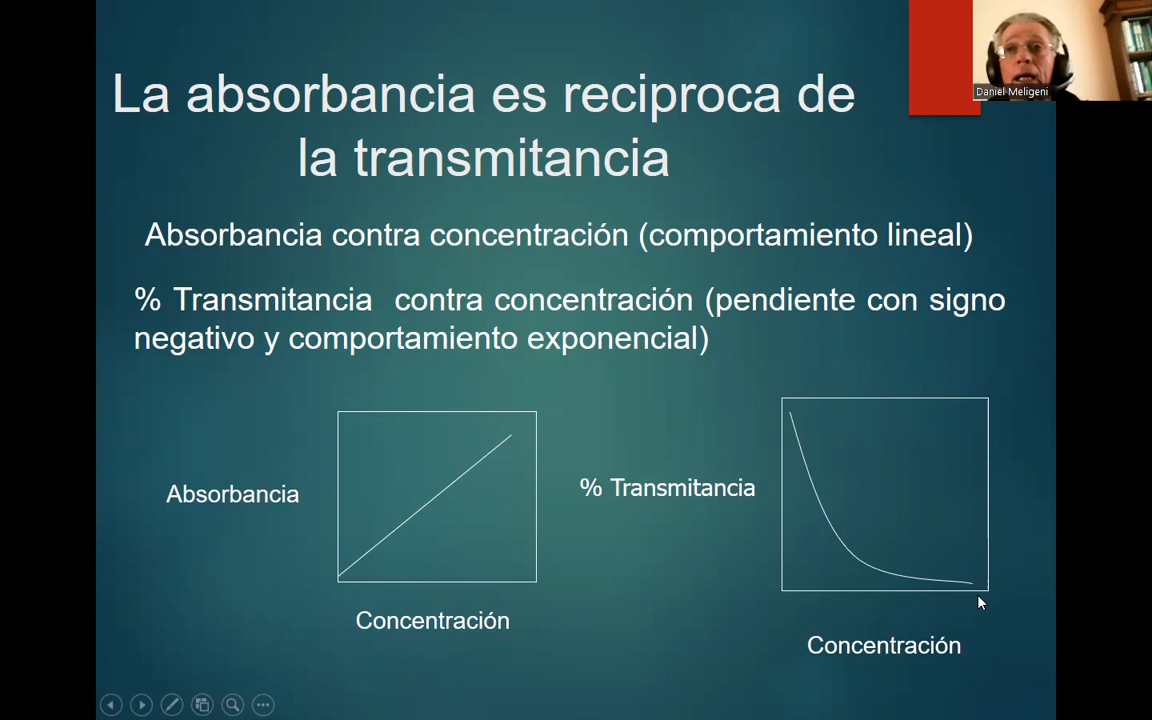 La absorbancia es reciproca de
la transmitancia
Daniel Meligeni
Absorbancia contra concentración (comportamiento lineal)
% Transmitancia contra concentración (pendiente con signo
negativo y comportamiento exponencial)
Absorbancia
% Transmitancia
Concentración
Concentración